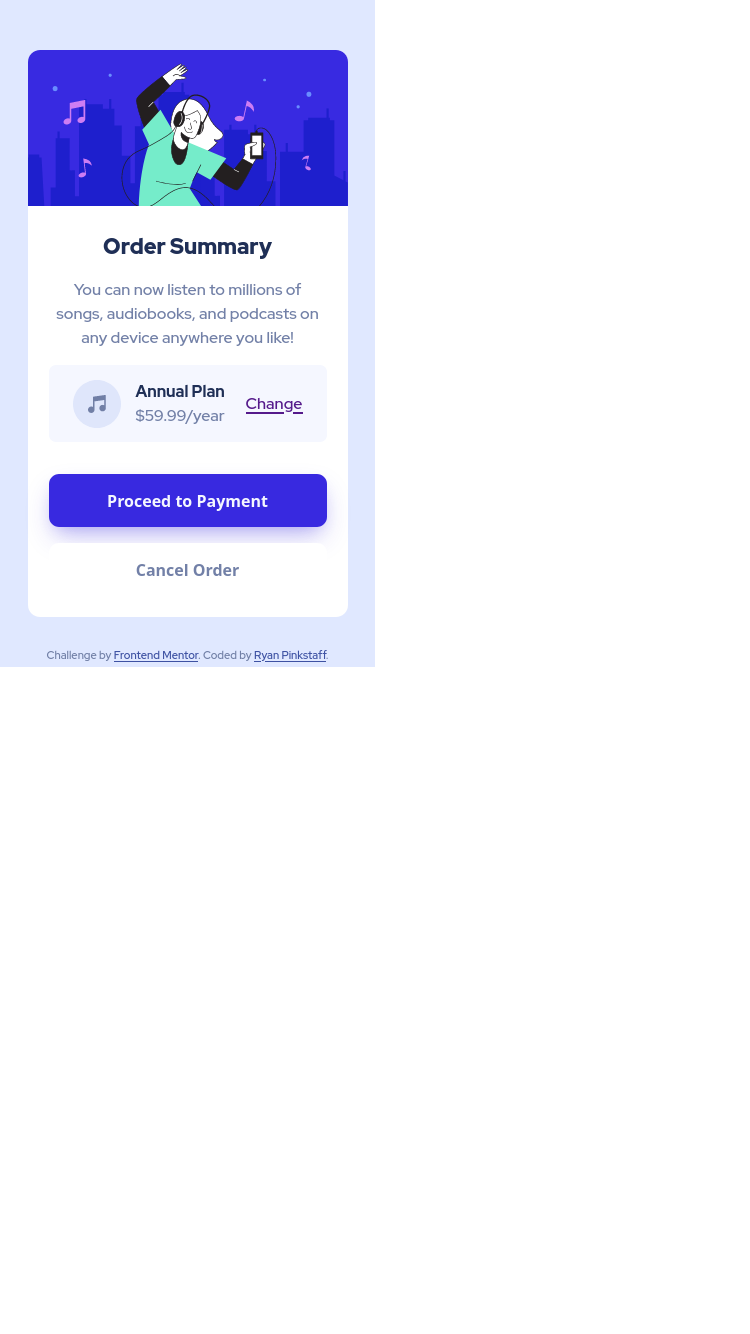 Order Summary
You can now listen to millions of
songs, audiobooks, and podcasts on
any device anywhere you like!
Annual Plan
$59.99/year
Change
Proceed to Payment
Cancel Order
Challenge by Frontend Mentor. Coded by Ryan Pinkstaff.